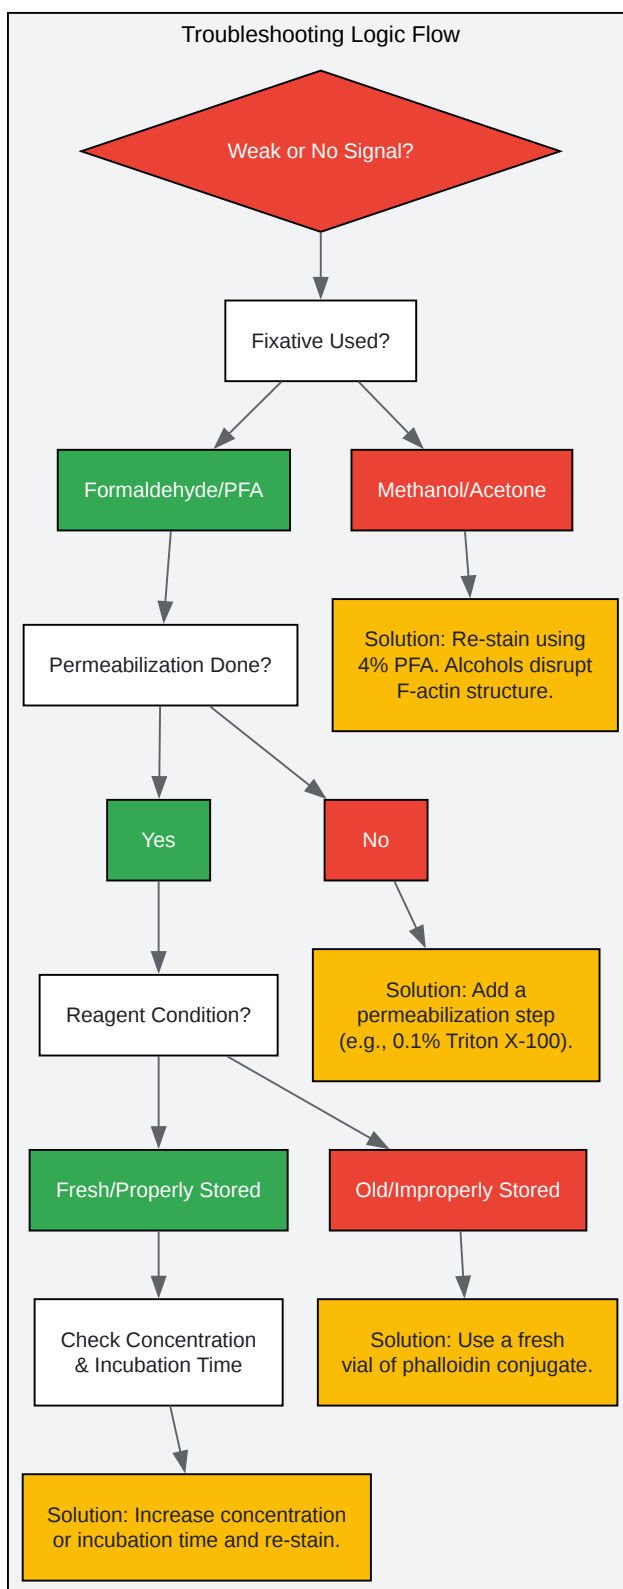 Troubleshooting Logic Flow
Weak or No Signal?
Fixative Used?
Formaldehyde/PFA
Methanol/Acetone
Solution: Re-stain using
4% PFA. Alcohols disrupt
F-actin structure.
Permeabilization Done?
Yes
No
Solution: Add a
permeabilization step
(e.g., 0.1% Triton X-100).
Reagent Condition?
Fresh/Properly Stored
Old/Improperly Stored
Check Concentration
& Incubation Time
Solution: Use a fresh
vial of phalloidin conjugate.
Solution: Increase concentration
or incubation time and re-stain.